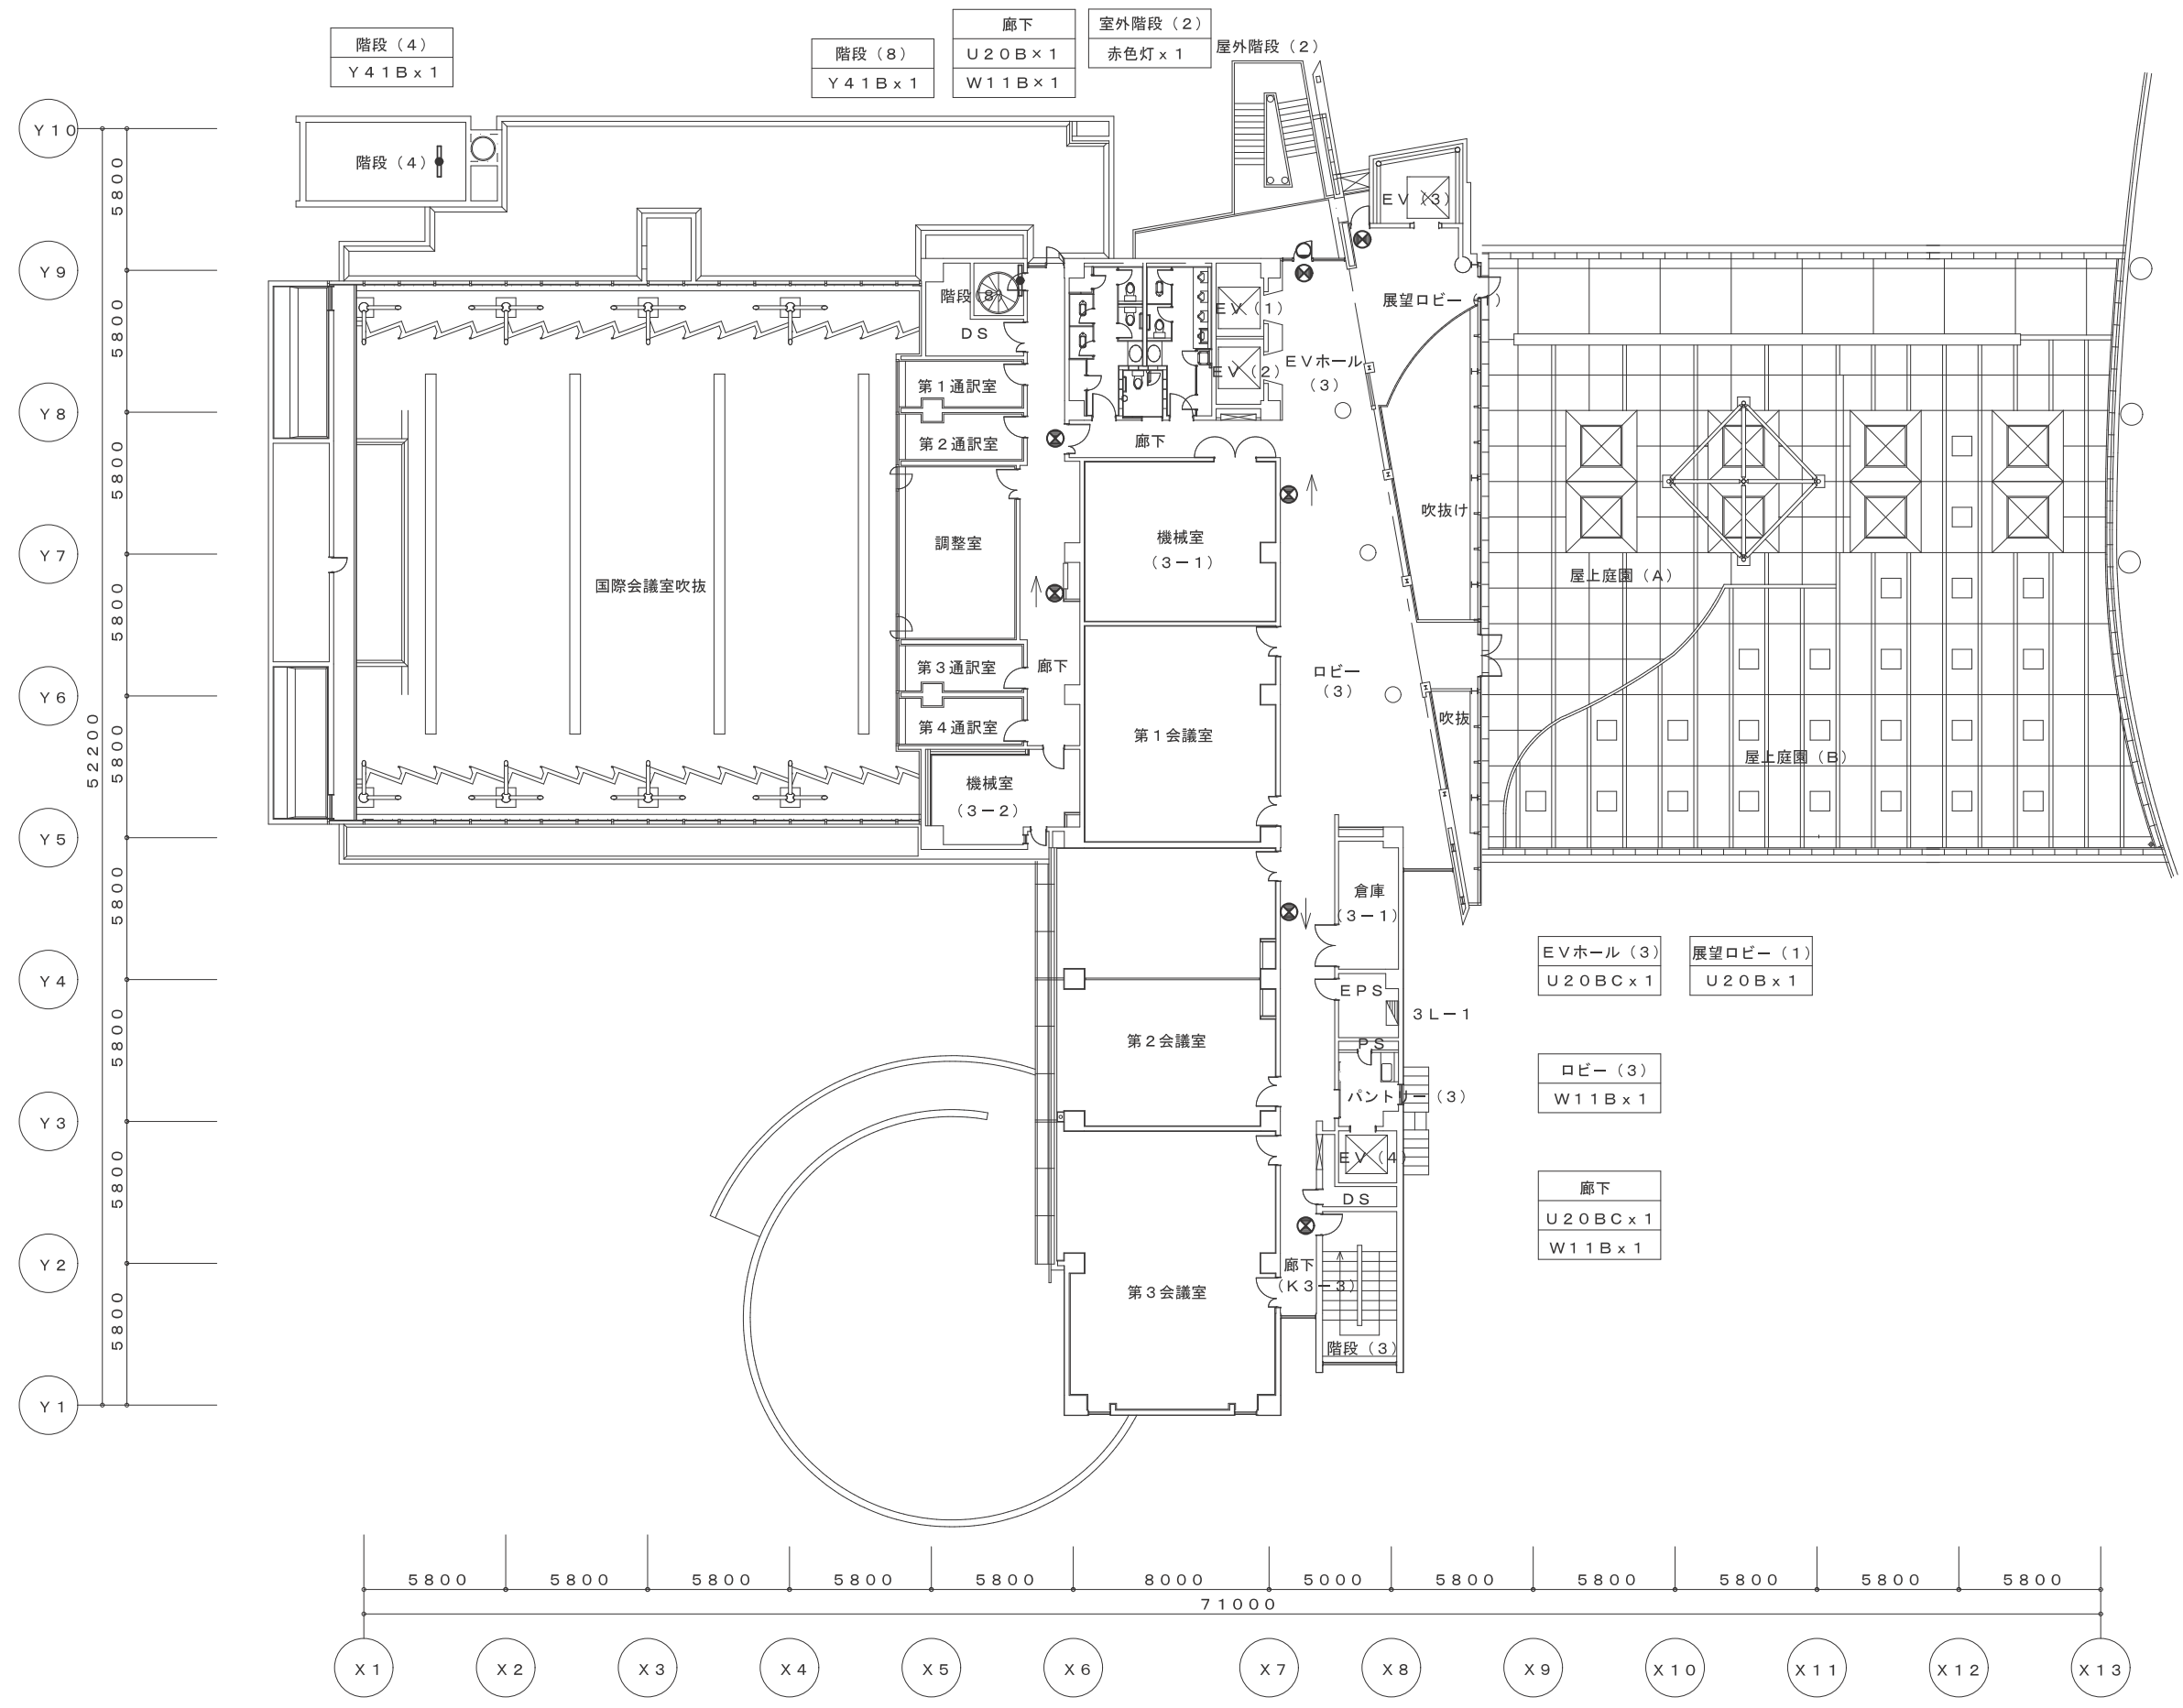 廊下
室外階段（2）
階段（4）
階段（8）
U20B×1
赤色灯x1
屋外階段（2）
Y41Bx1
Y41Bx1
W11B×1
Y10
階段（4）
5800
EV（3）
Y9
階段（8）
EV（1）
展望ロビー（1）
5800
DS
EVホール
（3）
EV（2）
第1通訳室
Y8
第2通訳室
廊下
5800
吹抜け
調整室
機械室
（3－1）
Y7
国際会議室吹抜
屋上庭園（A）
5800
第3通訳室
廊下
ロビー
（3）
Y6
第4通訳室
吹抜
第1会議室
52200
5800
屋上庭園（B）
機械室
（3－2）
Y5
5800
倉庫
（3－1）
EVホール（3）
展望ロビー（1）
Y4
U20BCx1
U20Bx1
EPS
3L－1
5800
第2会議室
PS
ロビー（3）
パントリー（3）
W11Bx1
Y3
EV（4）
5800
DS
廊下
U20BCx1
W11Bx1
Y2
廊下
（K3－3）
第3会議室
5800
階段（3）
Y1
5800
5800
5800
5800
5800
8000
5000
5800
5800
5800
5800
5800
71000
X1
X2
X3
X4
X5
X6
X7
X8
X9
X10
X11
X12
X13